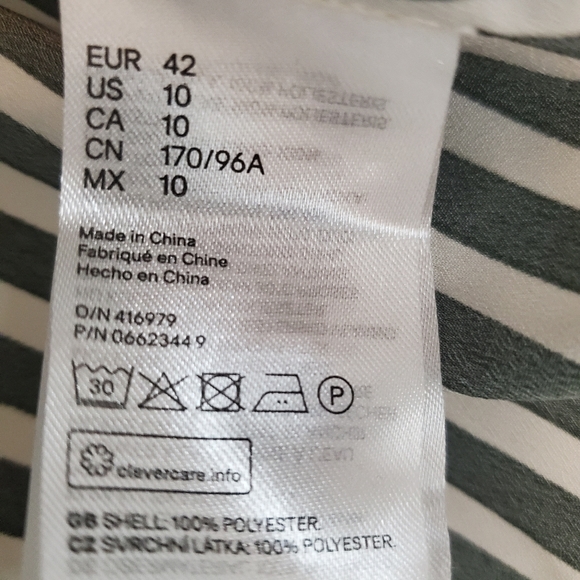 EUR 42
US 10
CA 10
CN 170/96A
MX 10
Made in China
Fabriqué en Chine
Hecho en China
O/N 416979
P/N 0662344 9
30
P
clevercare.info
GB SHELL: 100% POLYESTER.
CZ SVRCHNÍ LÁTKA: 100% POLYESTER.